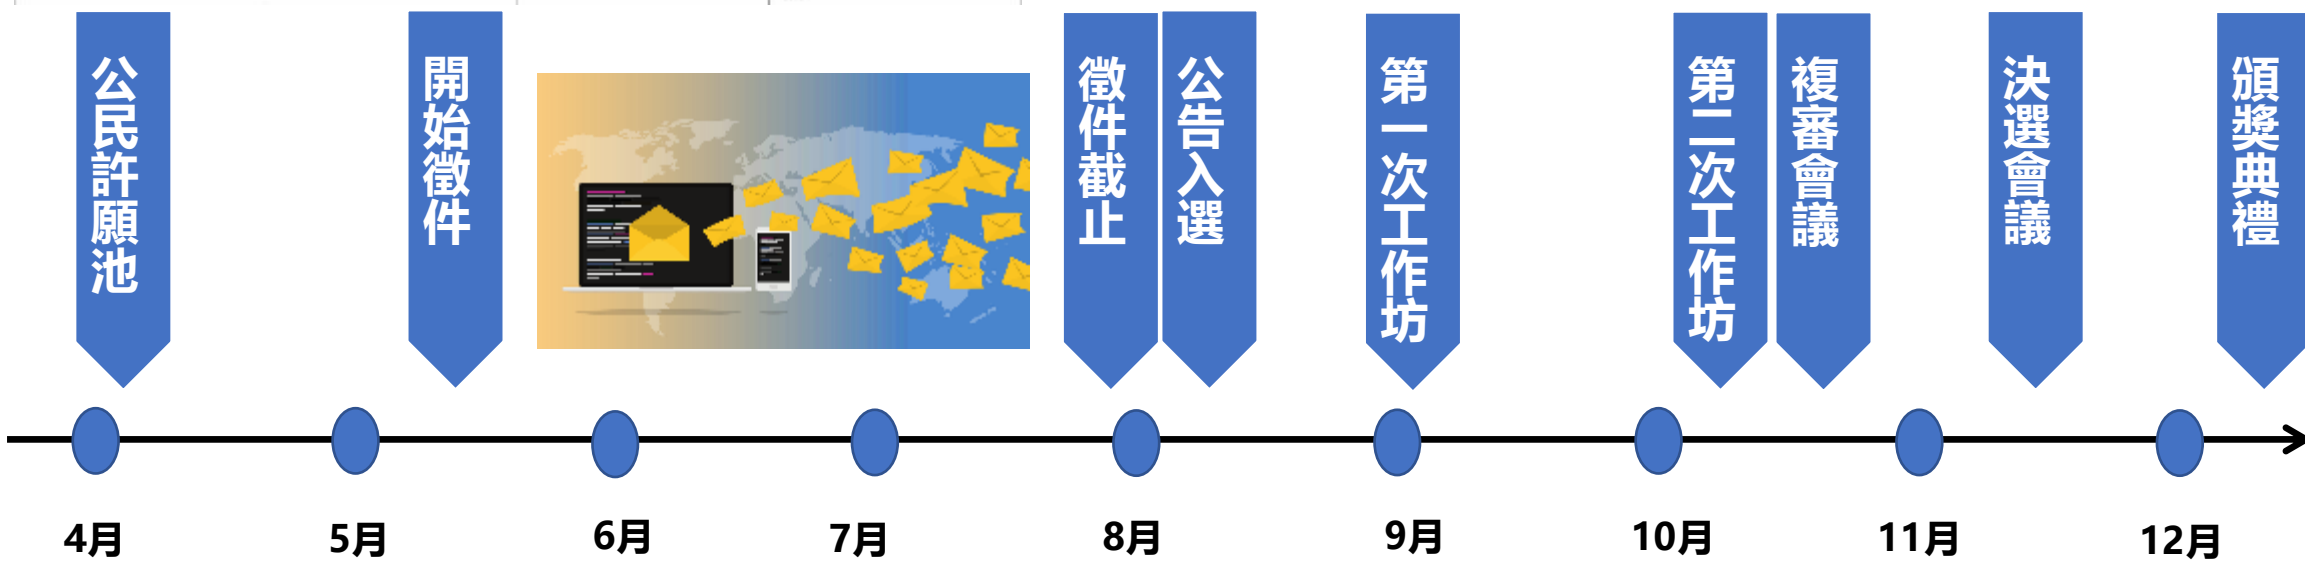 公民許願池
開始徵件
徵件截止
公告入選
第一次工作坊
第二次工作坊
複審會議
決選會議
頒獎典禮
4月
5月
6月
7月
8月
9月
10月
11月
12月